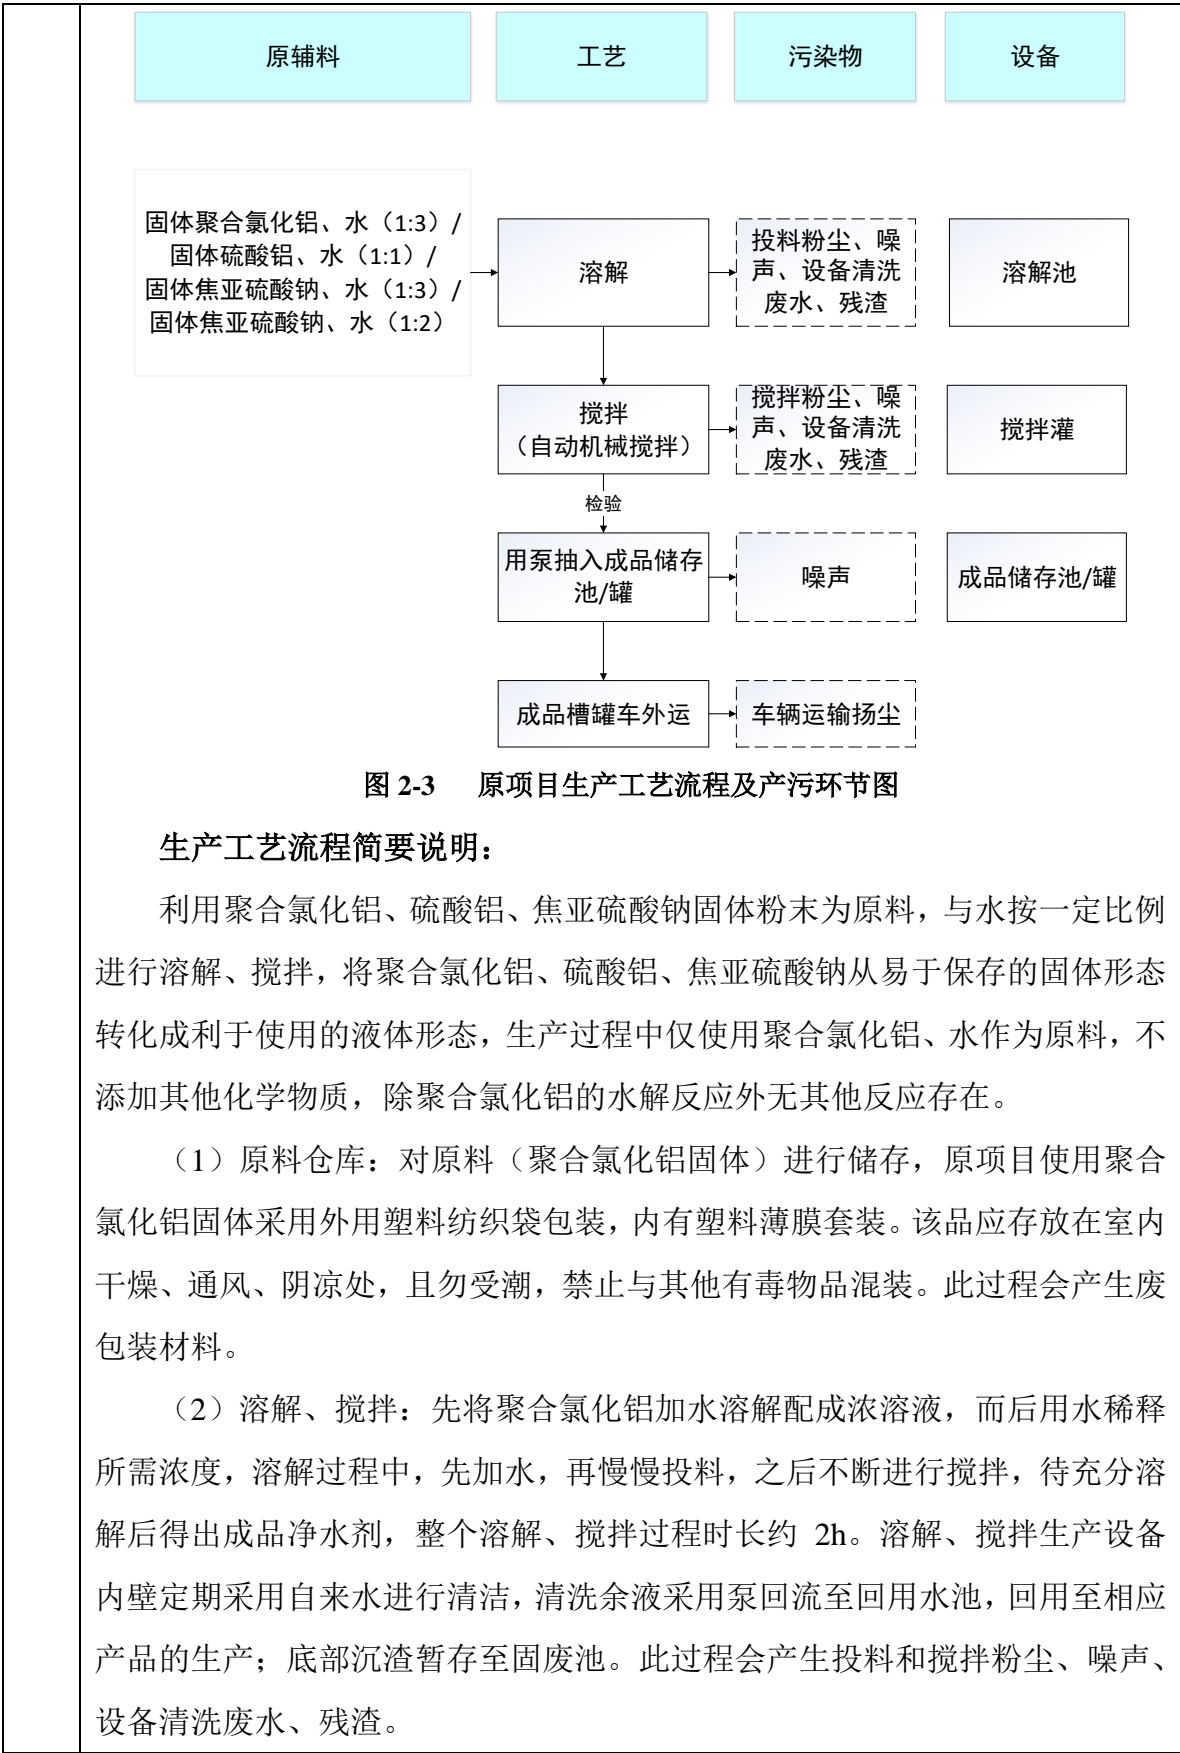 原辅料
工艺
污染物
设备
固体聚合氯化铝、水（1:3）/
固体硫酸铝、水（1:1）/
固体焦亚硫酸钠、水（1:3）/
固体焦亚硫酸钠、水（1:2）
溶解
投料粉尘、噪
声、设备清洗
废水、残渣
溶解池
搅拌
（自动机械搅拌）
搅拌粉尘、噪
声、设备清洗
废水、残渣
搅拌灌
检验
用泵抽入成品储存
池/罐
噪声
成品储存池/罐
成品槽罐车外运
车辆运输扬尘
图 2-3 原项目生产工艺流程及产污环节图
生产工艺流程简要说明：
利用聚合氯化铝、硫酸铝、焦亚硫酸钠固体粉末为原料，与水按一定比例
进行溶解、搅拌，将聚合氯化铝、硫酸铝、焦亚硫酸钠从易于保存的固体形态
转化成利于使用的液体形态，生产过程中仅使用聚合氯化铝、水作为原料，不
添加其他化学物质，除聚合氯化铝的水解反应外无其他反应存在。
（1）原料仓库：对原料（聚合氯化铝固体）进行储存，原项目使用聚合
氯化铝固体采用外用塑料纺织袋包装，内有塑料薄膜套装。该品应存放在室内
干燥、通风、阴凉处，且勿受潮，禁止与其他有毒物品混装。此过程会产生废
包装材料。
（2）溶解、搅拌：先将聚合氯化铝加水溶解配成浓溶液，而后用水稀释
所需浓度，溶解过程中，先加水，再慢慢投料，之后不断进行搅拌，待充分溶
解后得出成品净水剂，整个溶解、搅拌过程时长约 2h。溶解、搅拌生产设备
内壁定期采用自来水进行清洁，清洗余液采用泵回流至回用水池，回用至相应
产品的生产；底部沉渣暂存至固废池。此过程会产生投料和搅拌粉尘、噪声、
设备清洗废水、残渣。